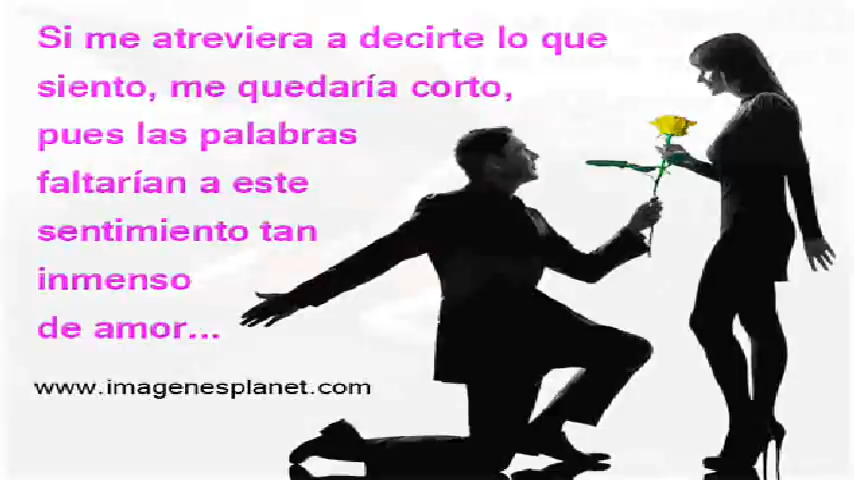 Si me atreviera a decirte lo que
siento, me quedaría corto,
pues las palabras
faltarían a este
sentimiento tan
inmenso
de amor...
www.imagenesplanet.com